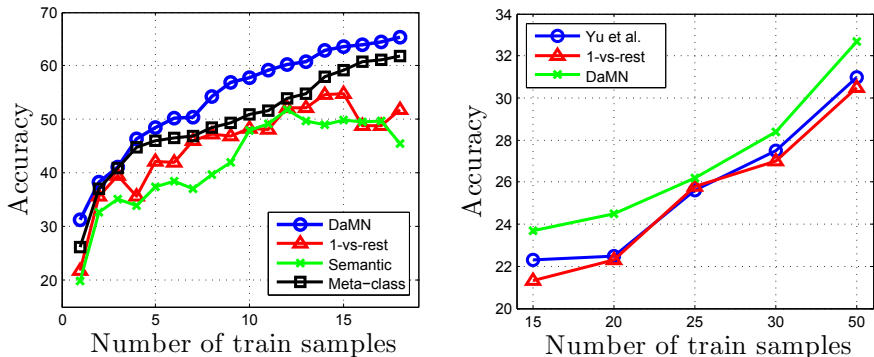 Accuracy
70
60
50
40
30
20
0
5
10
15
DaMN
1-vs-rest
Semantic
Meta-class
Number of train samples
Accuracy
34
32
30
28
26
24
22
20
15
20
25
30
50
Yu et al.
1-vs-rest
DaMN
Number of train samples